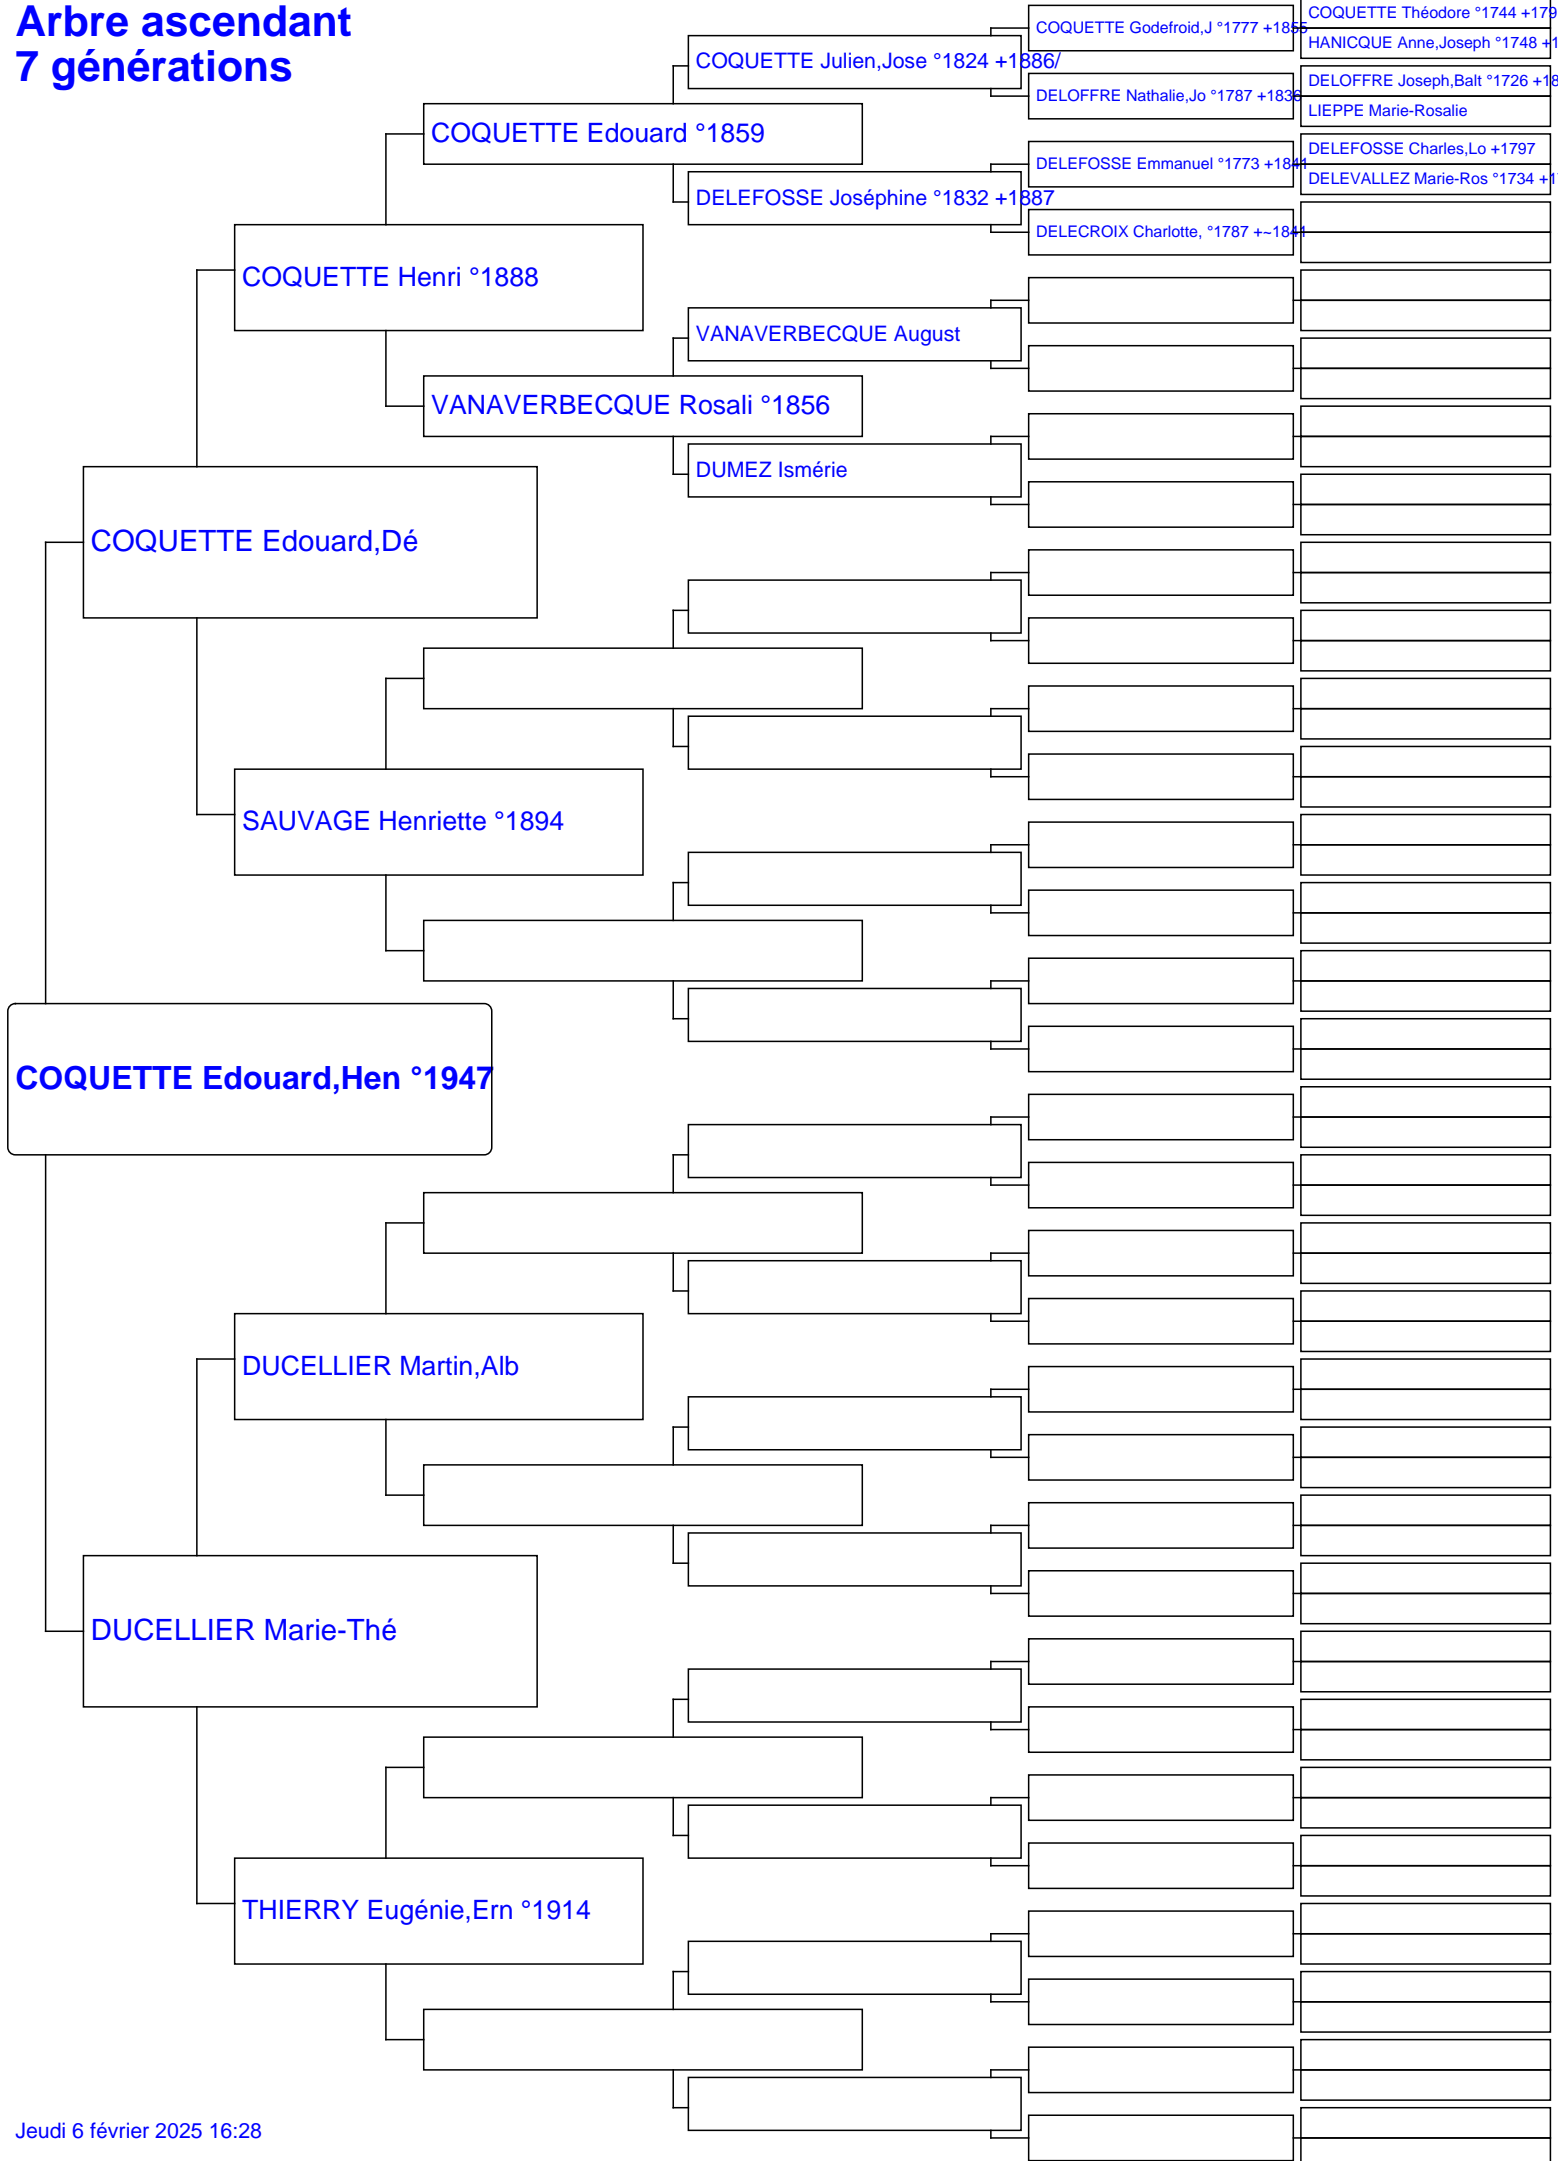 Arbre ascendant
7 générations
COQUETTE Théodore °1744 +179
COQUETTE Godefroid,J °1777 +1855
HANICQUE Anne,Joseph °1748 +1
COQUETTE Julien,Jose °1824 +1886/
DELOFFRE Joseph,Balt °1726 +18
DELOFFRE Nathalie,Jo °1787 +1836
LIEPPE Marie-Rosalie
COQUETTE Edouard °1859
DELEFOSSE Charles,Lo +1797
DELEFOSSE Emmanuel °1773 +1841
DELEVALLEZ Marie-Ros °1734 +1
DELEFOSSE Joséphine °1832 +1887
DELECROIX Charlotte, °1787 +~1841
COQUETTE Henri °1888
VANAVERBECQUE August
VANAVERBECQUE Rosali °1856
DUMEZ Ismérie
COQUETTE Edouard,Dé
SAUVAGE Henriette °1894
COQUETTE Edouard,Hen °1947
DUCELLIER Martin,Alb
DUCELLIER Marie-Thé
THIERRY Eugénie,Ern °1914
Jeudi 6 février 2025 16:28